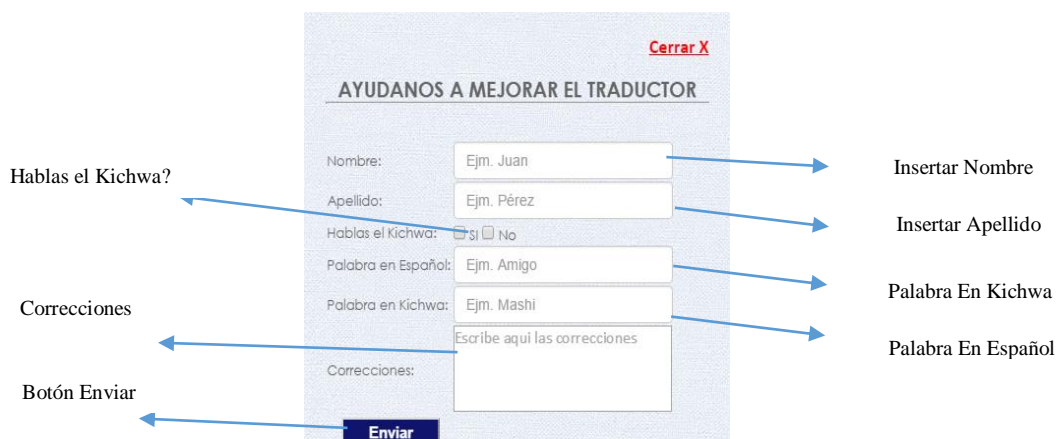 Cerrar X
AYUDANOS A MEJORAR EL TRADUCTOR
Nombre: Ejm. Juan
Insertar Nombre
Hablas el Kichwa?
Apellido: Ejm. Pérez
Insertar Apellido
Hablas el Kichwa: SI No
Palabra en Español: Ejm. Amigo
Palabra En Kichwa
Correcciones
Palabra en Kichwa: Ejm. Mashi
Palabra En Español
Escribe aqui las correcciones
Correcciones:
Botón Enviar
Enviar